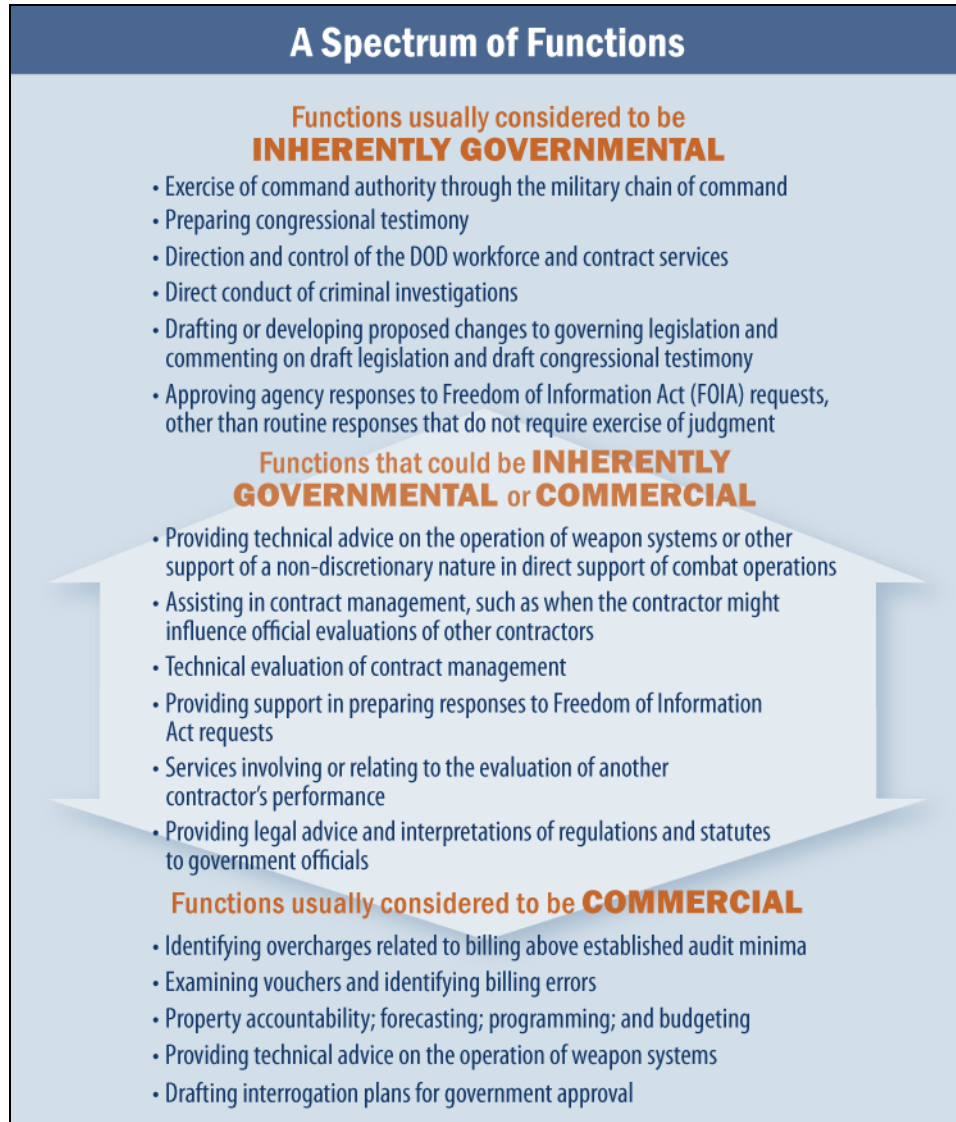 A Spectrum of Functions
Functions usually considered to be
INHERENTLY GOVERNMENTAL
• Exercise of command authority through the military chain of command
• Preparing congressional testimony
• Direction and control of the DOD workforce and contract services
• Direct conduct of criminal investigations
• Drafting or developing proposed changes to governing legislation and
commenting on draft legislation and draft congressional testimony
• Approving agency responses to Freedom of Information Act (FOIA) requests,
other than routine responses that do not require exercise of judgment
Functions that could be INHERENTLY
GOVERNMENTAL or COMMERCIAL
• Providing technical advice on the operation of weapon systems or other
support of a non-discretionary nature in direct support of combat operations
• Assisting in contract management, such as when the contractor might
influence official evaluations of other contractors
• Technical evaluation of contract management
• Providing support in preparing responses to Freedom of Information
Act requests
• Services involving or relating to the evaluation of another
contractor's performance
• Providing legal advice and interpretations of regulations and statutes
to government officials
Functions usually considered to be COMMERCIAL
• Identifying overcharges related to billing above established audit minima
• Examining vouchers and identifying billing errors
• Property accountability; forecasting; programming; and budgeting
• Providing technical advice on the operation of weapon systems
• Drafting interrogation plans for government approval